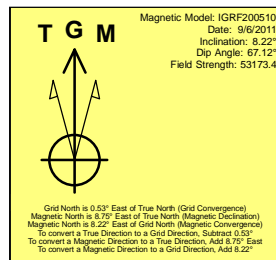 Magnetic Model: IGRF200510
Date: 9/6/2011
Inclination: 8.22°
Dip Angle: 67.12°
Field Strength: 53173.4
T G M
Grid North is 0.53° East of True North (Grid Convergence)
Magnetic North is 8.75° East of True North (Magnetic Declination)
Magnetic North is 8.22° East of Grid North (Magnetic Convergence)
To convert a True Direction to a Grid Direction, Subtract 0.53°
To convert a Magnetic Direction to a True Direction, Add 8.75° East
To convert a Magnetic Direction to a Grid Direction, Add 8.22°